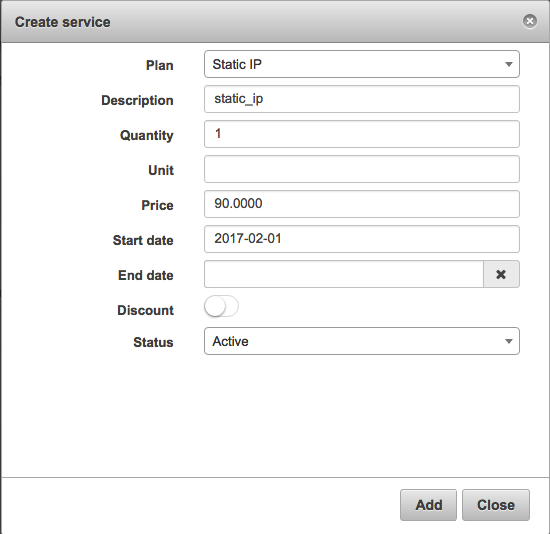 Create service
Plan Static IP
Description static_ip
Quantity 1
Unit
Price 90.0000
Start date 2017-02-01
End date
Discount
Status Active
Add Close